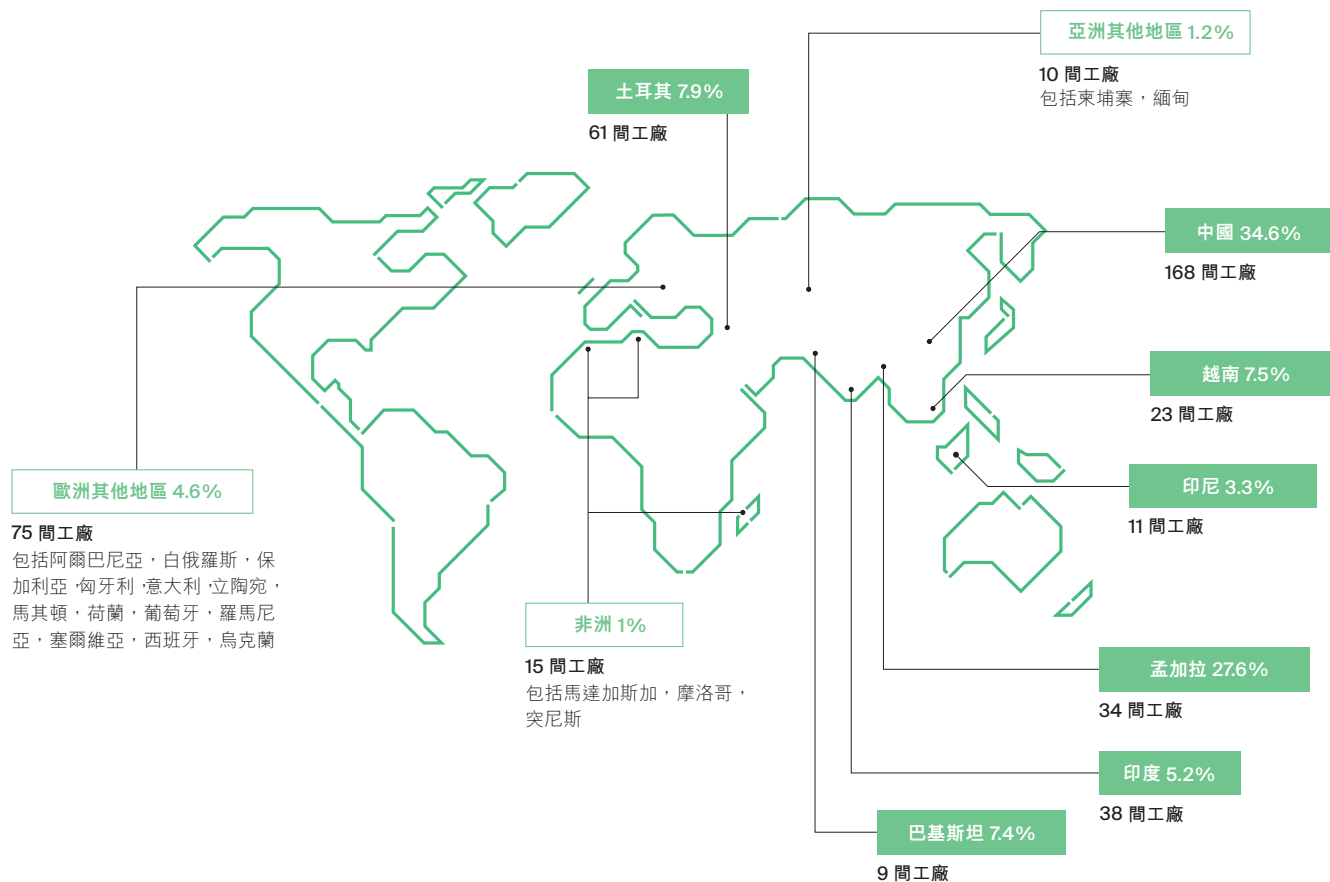 亞洲其他地區 1.2%
10 間工廠
包括柬埔寨，緬甸
土耳其 7.9%
61 間工廠
中國 34.6%
168 間工廠
越南 7.5%
23 間工廠
印尼 3.3%
11 間工廠
歐洲其他地區 4.6%
75 間工廠
包括阿爾巴尼亞，白俄羅斯，保
加利亞，匈牙利，意大利，立陶宛，
馬其頓，荷蘭，葡萄牙，羅馬尼
亞，塞爾維亞，西班牙，烏克蘭
非洲 1%
15 間工廠
包括馬達加斯加，摩洛哥，
突尼斯
孟加拉 27.6%
34 間工廠
印度 5.2%
38 間工廠
巴基斯坦 7.4%
9 間工廠